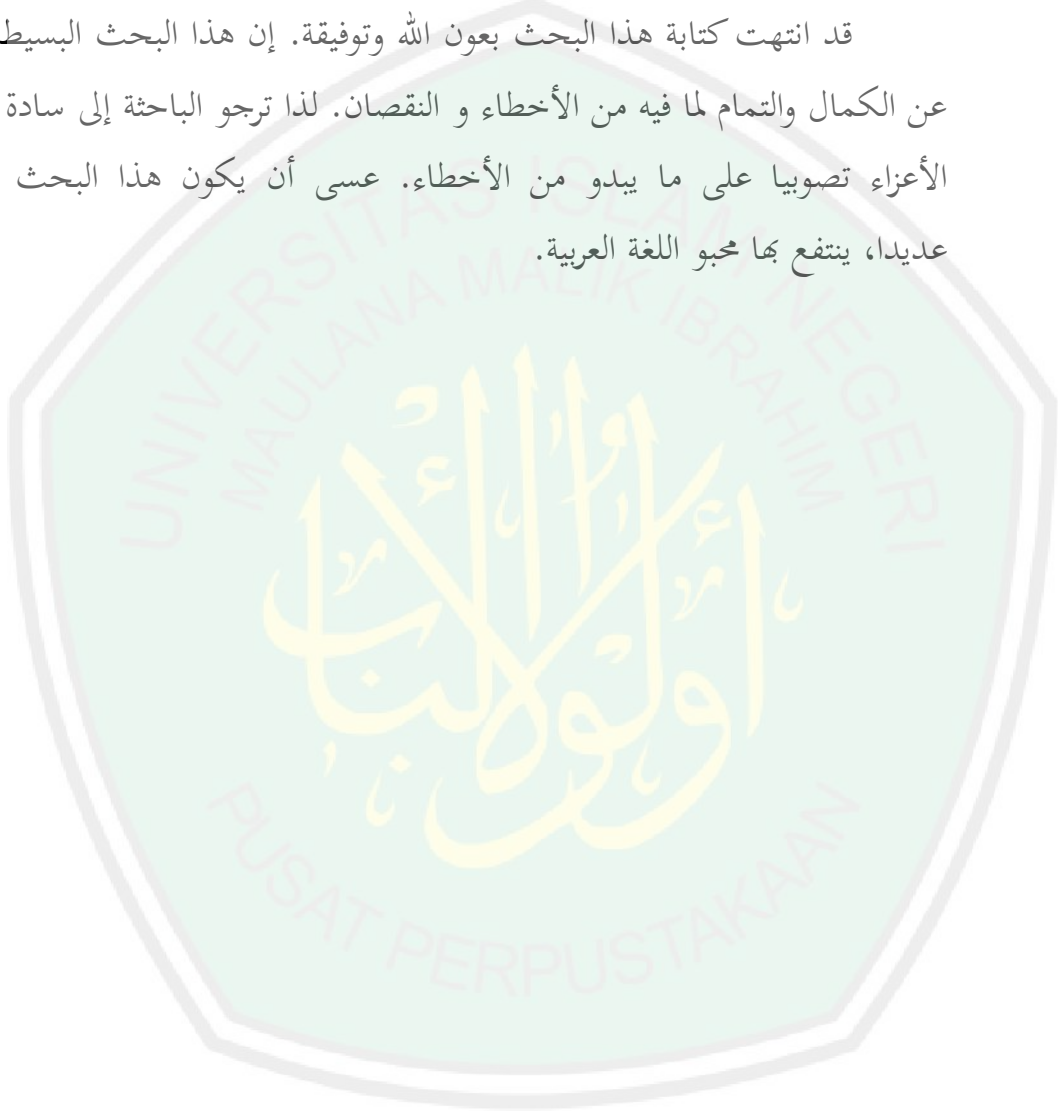 قد انتهت كتابة هذا البحث بعون الله وتوفيقة. إن هذا البحث البسيط
عن الكمال والتمام لما فيه من الأخطاء و النقصان. لذا ترجو الباحثة إلى سادة
الأعزاء تصوبيا على ما يبدو من الأخطاء. عسى أن يكون هذا البحث
عديدا، ينتفع بها محبو اللغة العربية.
UNIVERSITAS ISLAM NEGERI
MAULANA MALIK IBRAHIM
أولوا الألباب
PUSAT PERPUSTAKAAN